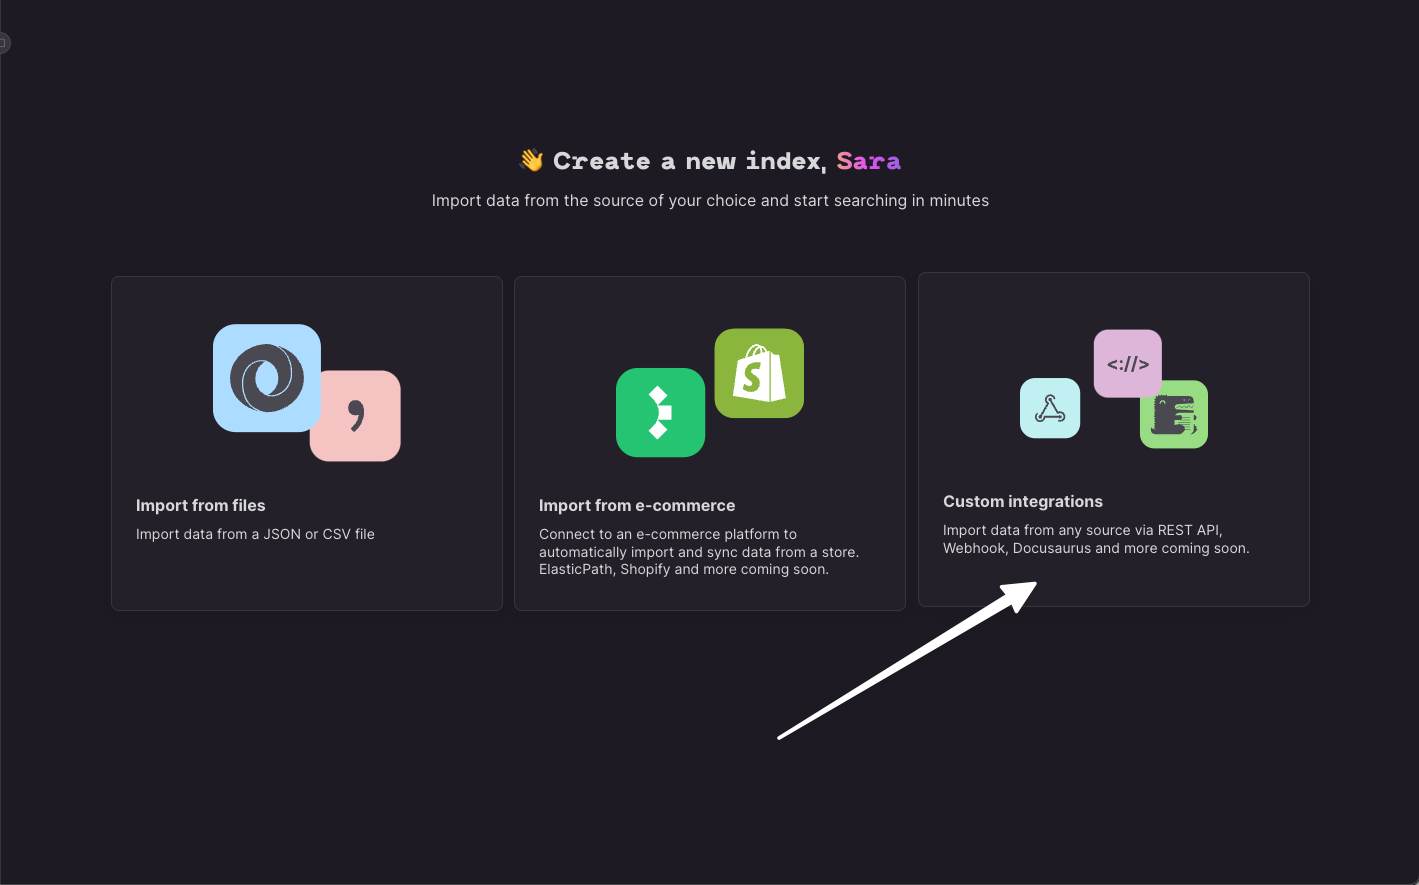 👋 Create a new index, Sara
Import data from the source of your choice and start searching in minutes
Import from files
Import data from a JSON or CSV file
Import from e-commerce
Connect to an e-commerce platform to
automatically import and sync data from a store.
ElasticPath, Shopify and more coming soon.
<://>
Custom integrations
Import data from any source via REST API,
Webhook, Docusaurus and more coming soon.